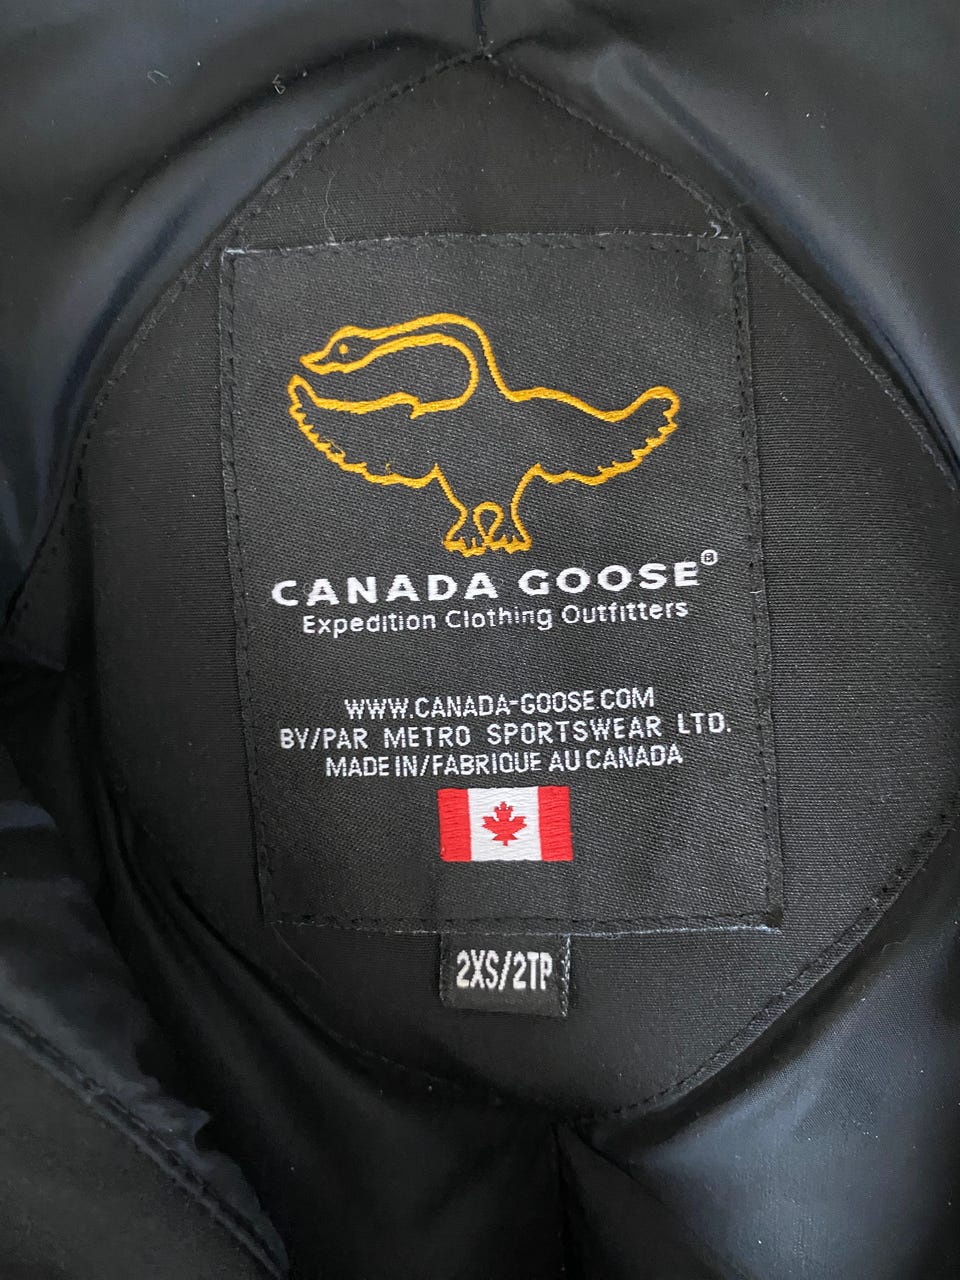 CANADA GOOSE®
Expedition Clothing Outfitters
WWW.CANADA-GOOSE.COM
BY/PAR METRO SPORTSWEAR LTD.
MADE IN/FABRIQUE AU CANADA
2XS/2TP